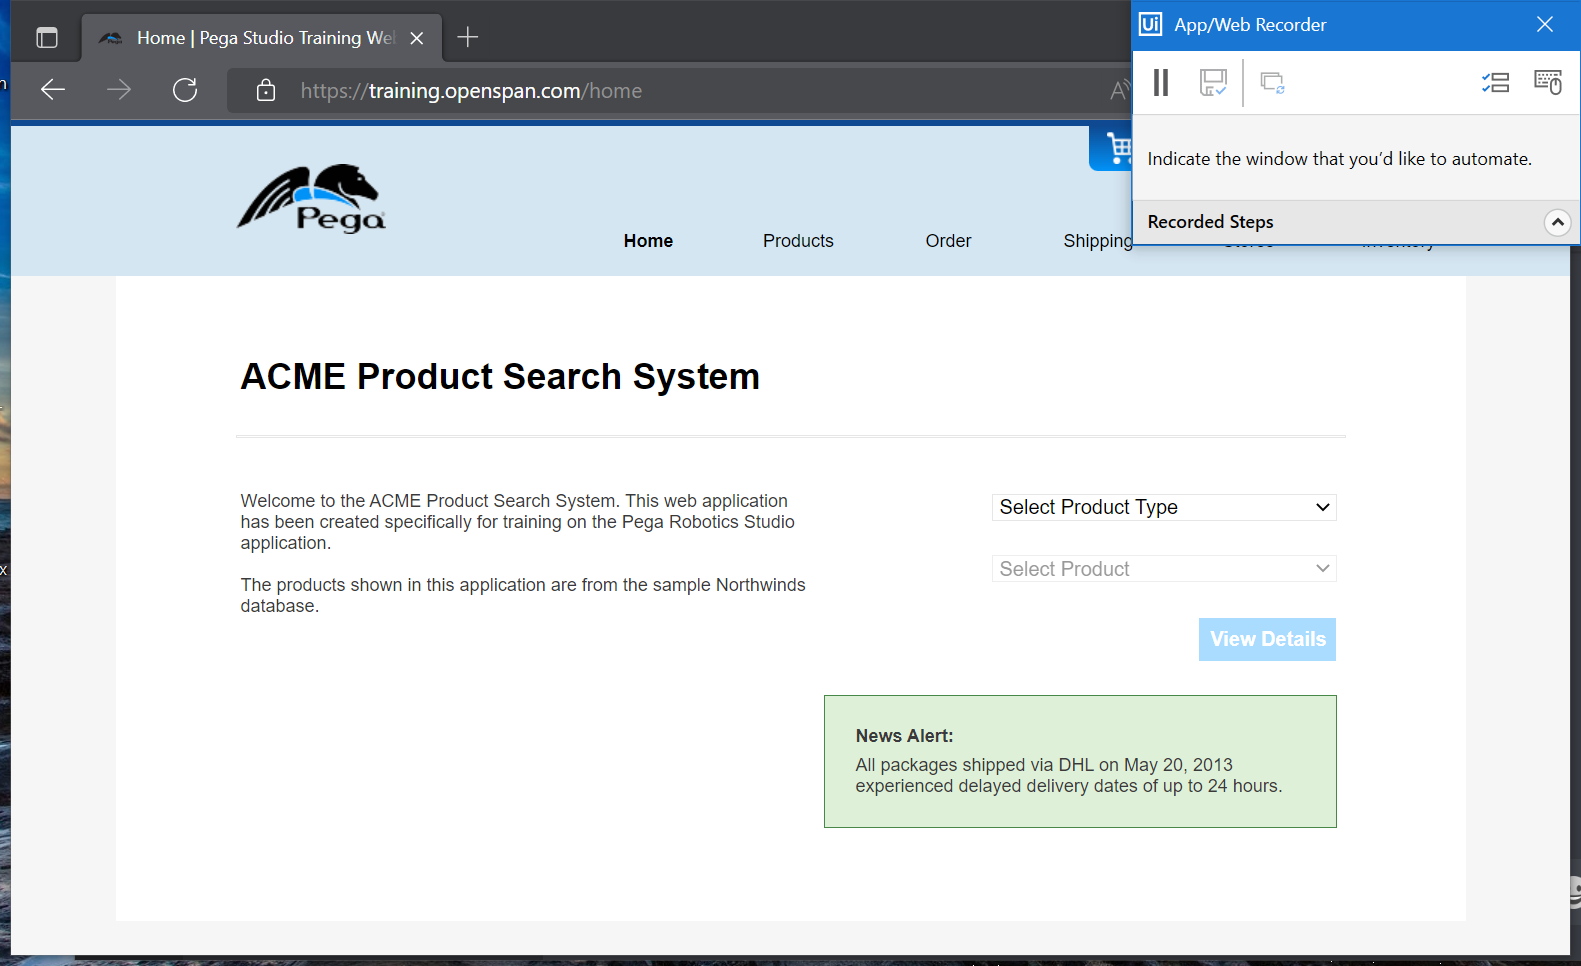 Home | Pega Studio Training We
https://training.openspan.com/home
Ui App/Web Recorder
Indicate the window that you'd like to automate.
Recorded Steps
Pega
Home
Products
Order
Shipping
Stores
Inventory
ACME Product Search System
Welcome to the ACME Product Search System. This web application
has been created specifically for training on the Pega Robotics Studio
application.
The products shown in this application are from the sample Northwinds
database.
Select Product Type
Select Product
View Details
News Alert:
All packages shipped via DHL on May 20, 2013
experienced delayed delivery dates of up to 24 hours.